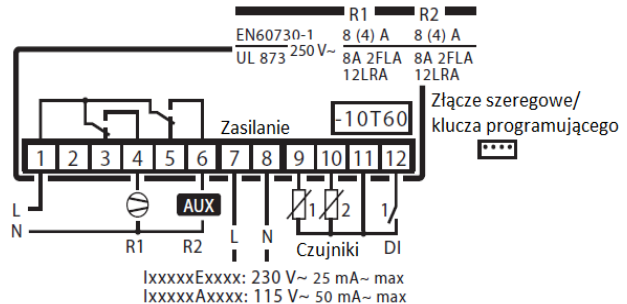 R1 R2
EN60730-1 8 (4) A 8 (4) A
UL 873 250 V~ 8A 2FLA 8A 2FLA
12LRA 12LRA
-10T60
Złącze szeregowe/
klucza programującego
Zasilanie
1 2 3 4 5 6 7 8 9 10 11 12
L
N
AUX
1 2 1
R1 R2 L N Czujniki DI
IxxxxxExxxx: 230 V~ 25 mA~ max
IxxxxxAxxxx: 115 V~ 50 mA~ max